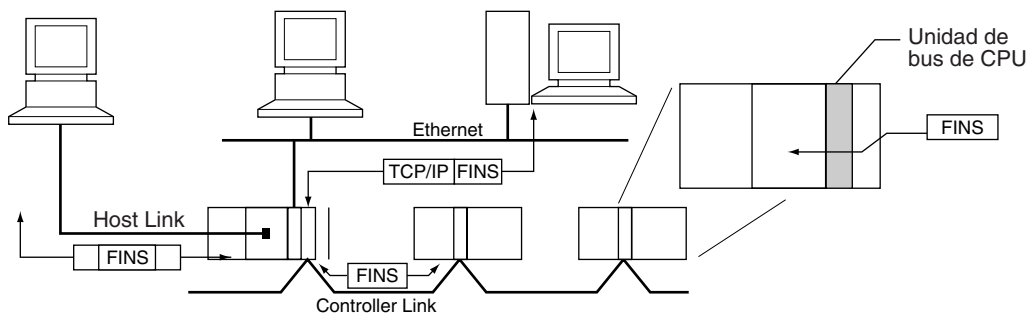 Unidad de
bus de CPU
Ethernet
FINS
TCP/IP FINS
Host Link
FINS
FINS
Controller Link